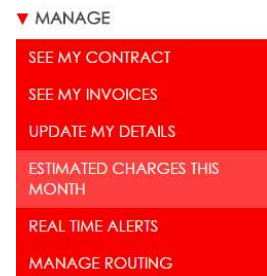 MANAGE
SEE MY CONTRACT
SEE MY INVOICES
UPDATE MY DETAILS
ESTIMATED CHARGES THIS
MONTH
REAL TIME ALERTS
MANAGE ROUTING